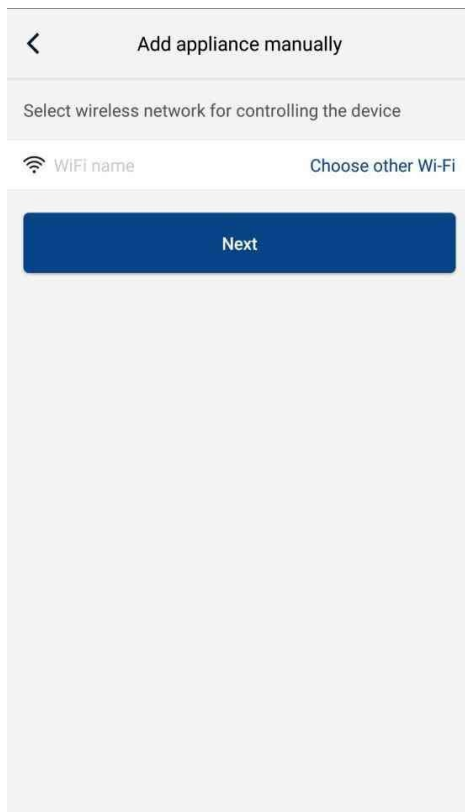 Add appliance manually
Select wireless network for controlling the device
WiFi name Choose other Wi-Fi
Next